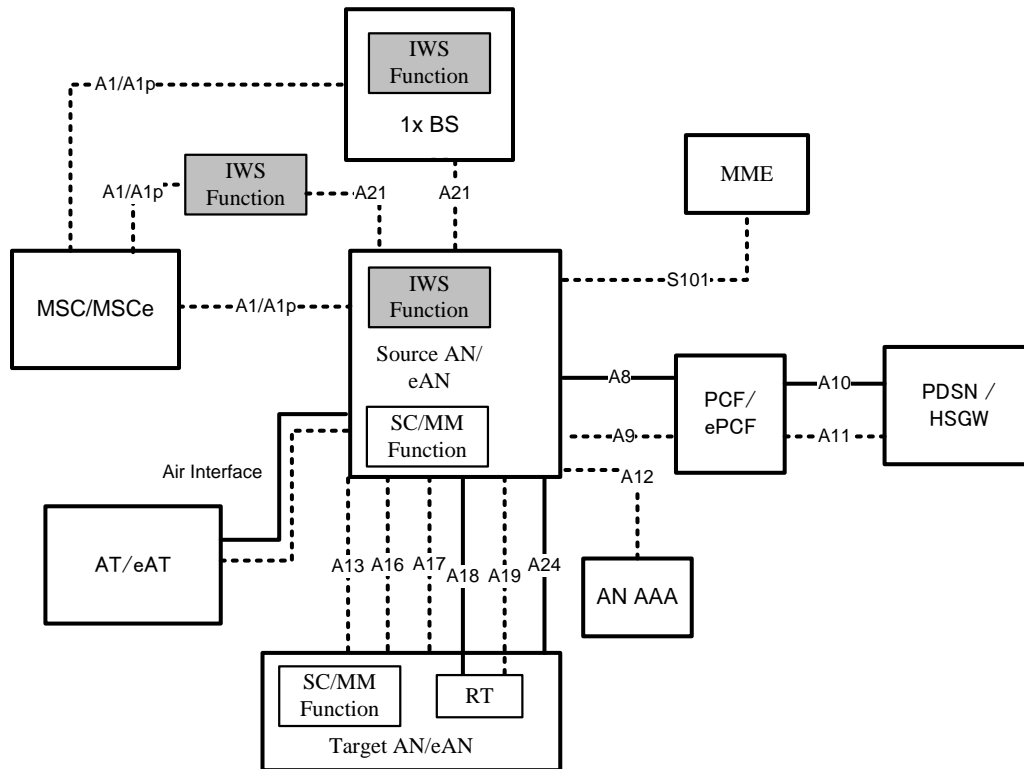 IWS
Function
1x BS
A1/A1p
IWS
Function
A1/A1p
A21
A21
MME
MSC/MSCe
A1/A1p
IWS
Function
S101
Source AN/
eAN
A8
PCF/
ePCF
A10
PDSN /
HSGW
SC/MM
Function
A9
A11
Air Interface
A12
AT/eAT
A13
A16
A17
A18
A19
A24
AN AAA
SC/MM
Function
RT
Target AN/eAN